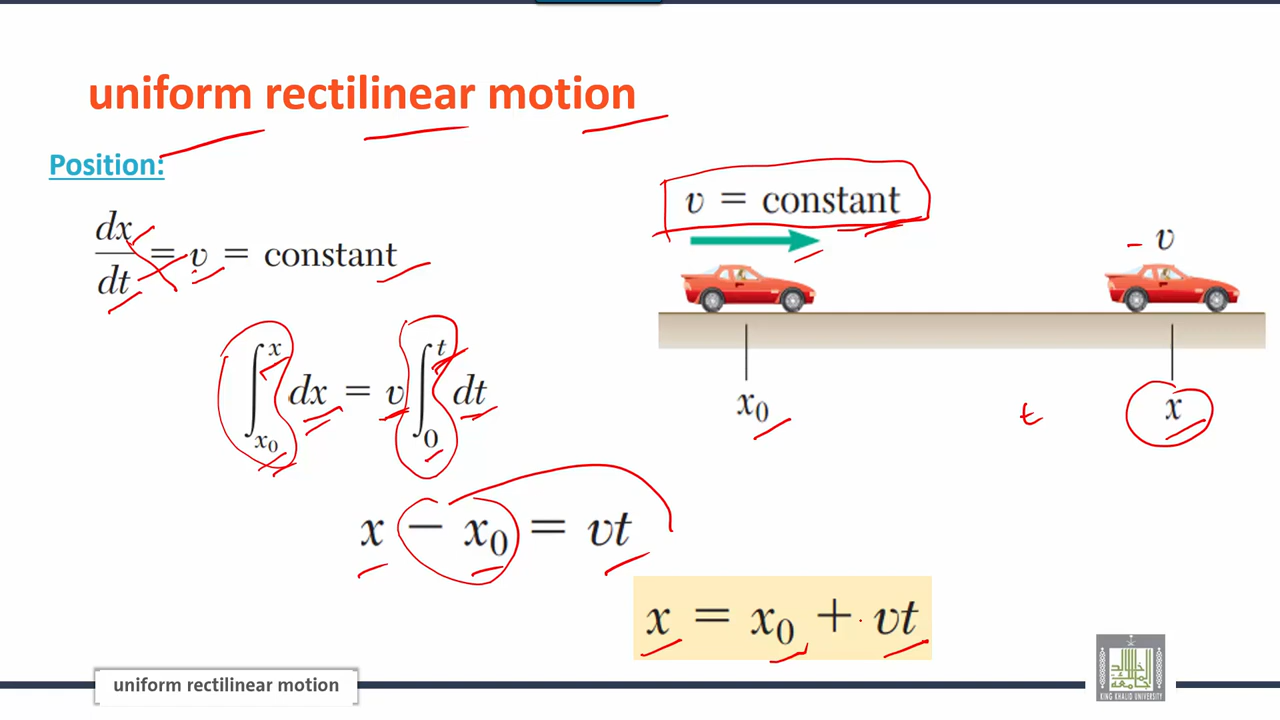 uniform rectilinear motion
Position:
dx/dt = v = constant
∫_{x₀}^{x} dx = v ∫_{0}^{t} dt
x − x₀ = vt
x = x₀ + vt
v = constant
v
x₀
t
x
uniform rectilinear motion
KING KHALID UNIVERSITY